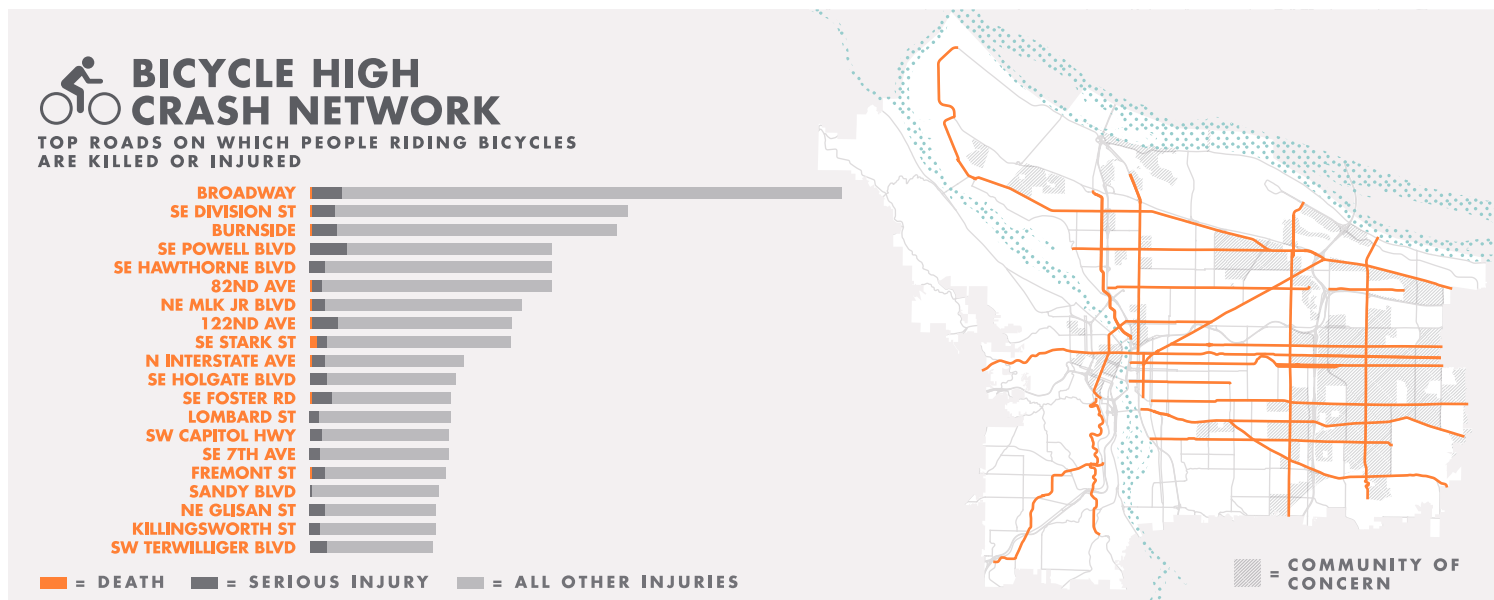 BICYCLE HIGH
CRASH NETWORK
TOP ROADS ON WHICH PEOPLE RIDING BICYCLES
ARE KILLED OR INJURED
BROADWAY
SE DIVISION ST
BURNSIDE
SE POWELL BLVD
SE HAWTHORNE BLVD
82ND AVE
NE MLK JR BLVD
122ND AVE
SE STARK ST
N INTERSTATE AVE
SE HOLGATE BLVD
SE FOSTER RD
LOMBARD ST
SW CAPITOL HWY
SE 7TH AVE
FREMONT ST
SANDY BLVD
NE GLISAN ST
KILLINGSWORTH ST
SW TERWILLIGER BLVD
= DEATH = SERIOUS INJURY = ALL OTHER INJURIES
= COMMUNITY OF
CONCERN